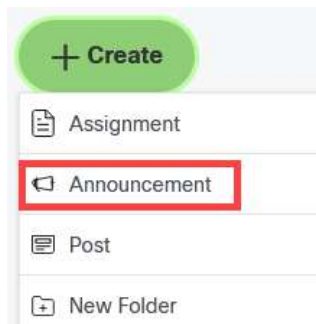 + Create
Assignment
Announcement
Post
New Folder